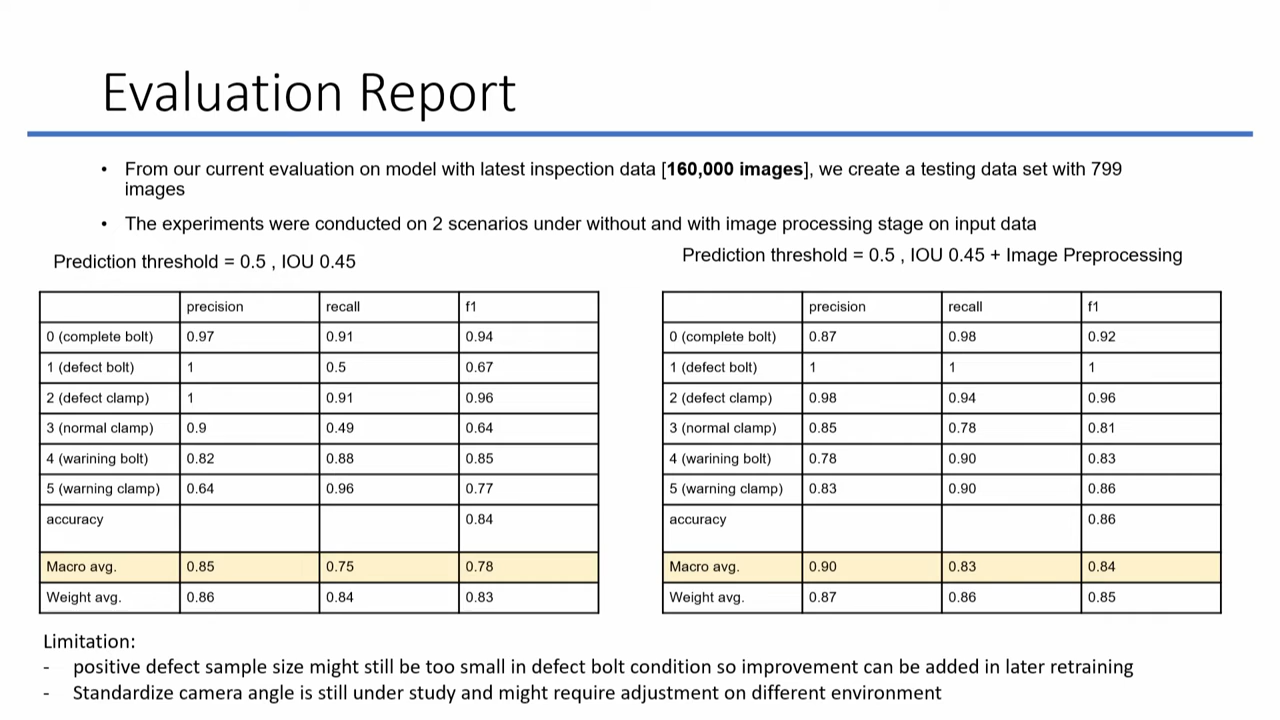 Evaluation Report
• From our current evaluation on model with latest inspection data [160,000 images], we create a testing data set with 799
images
• The experiments were conducted on 2 scenarios under without and with image processing stage on input data
Prediction threshold = 0.5 , IOU 0.45
precision recall f1
0 (complete bolt) 0.97 0.91 0.94
1 (defect bolt) 1 0.5 0.67
2 (defect clamp) 1 0.91 0.96
3 (normal clamp) 0.9 0.49 0.64
4 (warining bolt) 0.82 0.88 0.85
5 (warning clamp) 0.64 0.96 0.77
accuracy 0.84
Macro avg. 0.85 0.75 0.78
Weight avg. 0.86 0.84 0.83
Prediction threshold = 0.5 , IOU 0.45 + Image Preprocessing
precision recall f1
0 (complete bolt) 0.87 0.98 0.92
1 (defect bolt) 1 1 1
2 (defect clamp) 0.98 0.94 0.96
3 (normal clamp) 0.85 0.78 0.81
4 (warining bolt) 0.78 0.90 0.83
5 (warning clamp) 0.83 0.90 0.86
accuracy 0.86
Macro avg. 0.90 0.83 0.84
Weight avg. 0.87 0.86 0.85
Limitation:
- positive defect sample size might still be too small in defect bolt condition so improvement can be added in later retraining
- Standardize camera angle is still under study and might require adjustment on different environment